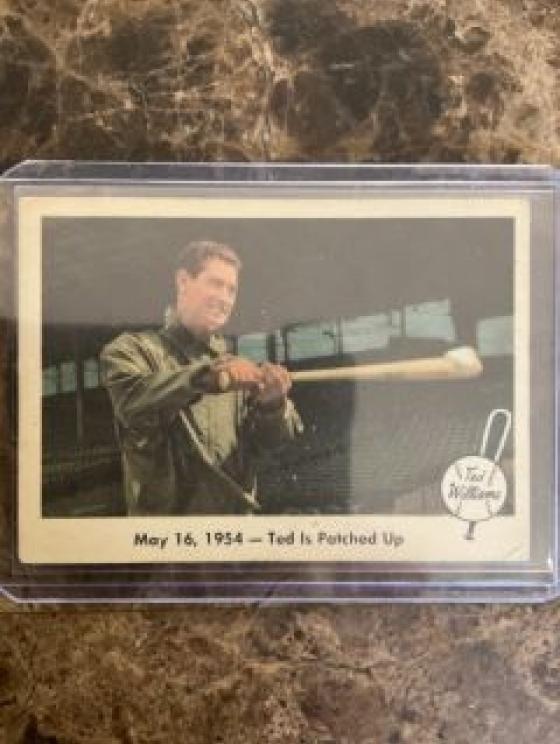 Ted
Williams
May 16, 1954 — Ted Is Patched Up